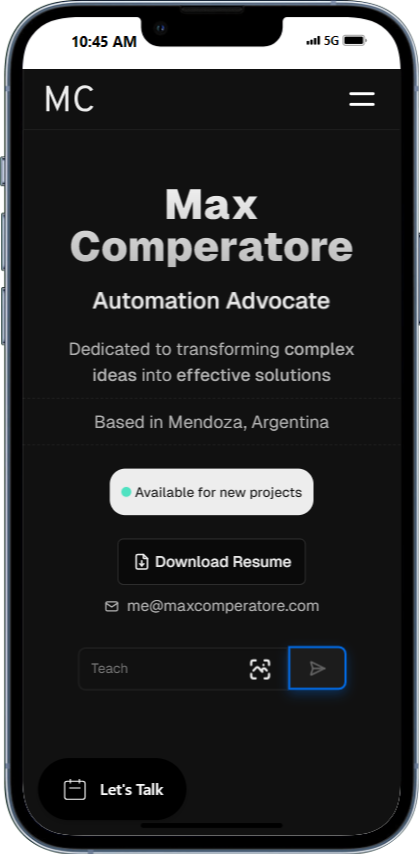 10:45 AM 5G
MC
Max
Comperatore
Automation Advocate
Dedicated to transforming complex
ideas into effective solutions
Based in Mendoza, Argentina
Available for new projects
Download Resume
me@maxcomperatore.com
Teach
Let's Talk